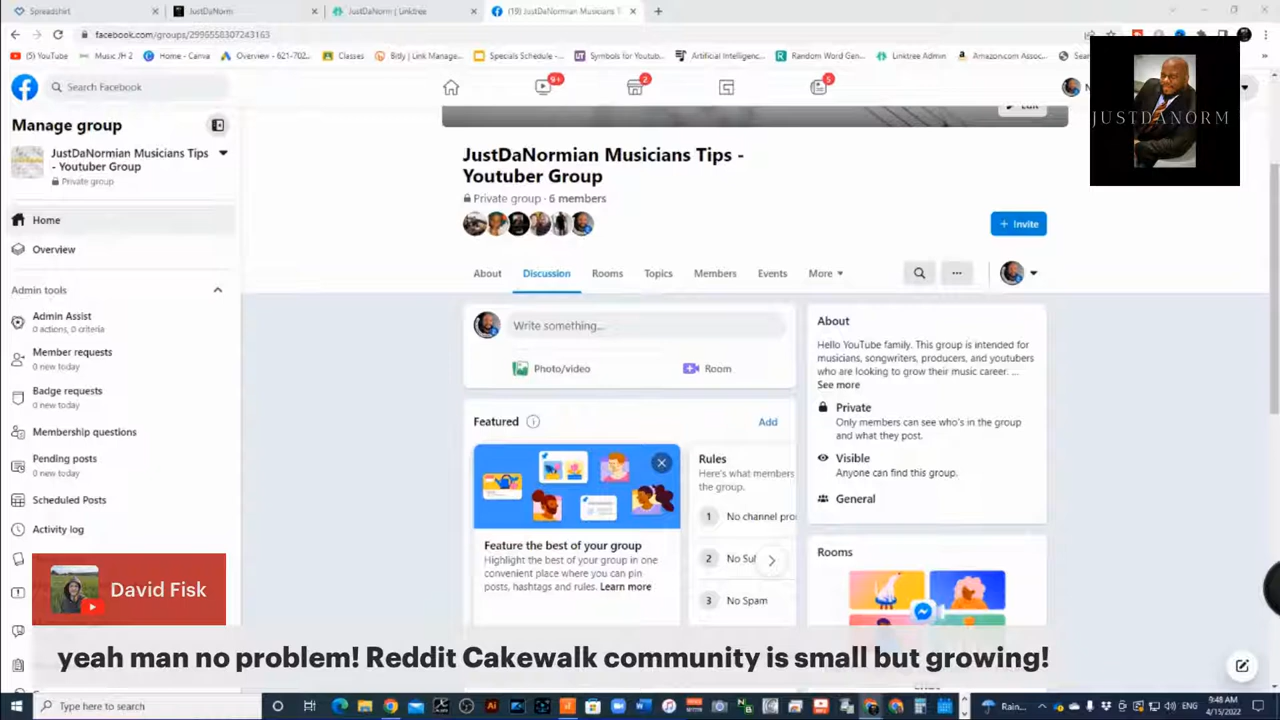 Spreadshirt
JustDaNorm
JustDaNorm | Linktree
(19) JustDaNormian Musicians T
facebook.com/groups/2995558307243163
(5) YouTube
Music JH 2
Home - Canva
Overview - 621-702...
Classes
Bitly | Link Manage...
Specials Schedule -...
Symbols for Youtub...
Artificial Intelligenc...
Random Word Gen...
Linktree Admin
Amazon.com Assoc...
Search Facebook
9+
2
5
JUSTDANORM
Manage group
JustDaNormian Musicians Tips -
Youtuber Group
Private group
Home
Overview
Admin tools
Admin Assist
0 actions, 0 criteria
Member requests
0 new today
Badge requests
0 new today
Membership questions
Pending posts
0 new today
Scheduled Posts
Activity log
Edit
JustDaNormian Musicians Tips -
Youtuber Group
Private group · 6 members
+ Invite
About
Discussion
Rooms
Topics
Members
Events
More
Write something...
Photo/video
Room
Featured
Add
Feature the best of your group
Highlight the best of your group in one
convenient place where you can pin
posts, hashtags and rules. Learn more
Rules
Here's what members
the group.
1 No channel pro
2 No Su
3 No Spam
About
Hello YouTube family. This group is intended for
musicians, songwriters, producers, and youtubers
who are looking to grow their music career. ...
See more
Private
Only members can see who's in the group
and what they post.
Visible
Anyone can find this group.
General
Rooms
David Fisk
yeah man no problem! Reddit Cakewalk community is small but growing!
Type here to search
Rain...
9:48 AM
4/15/2022